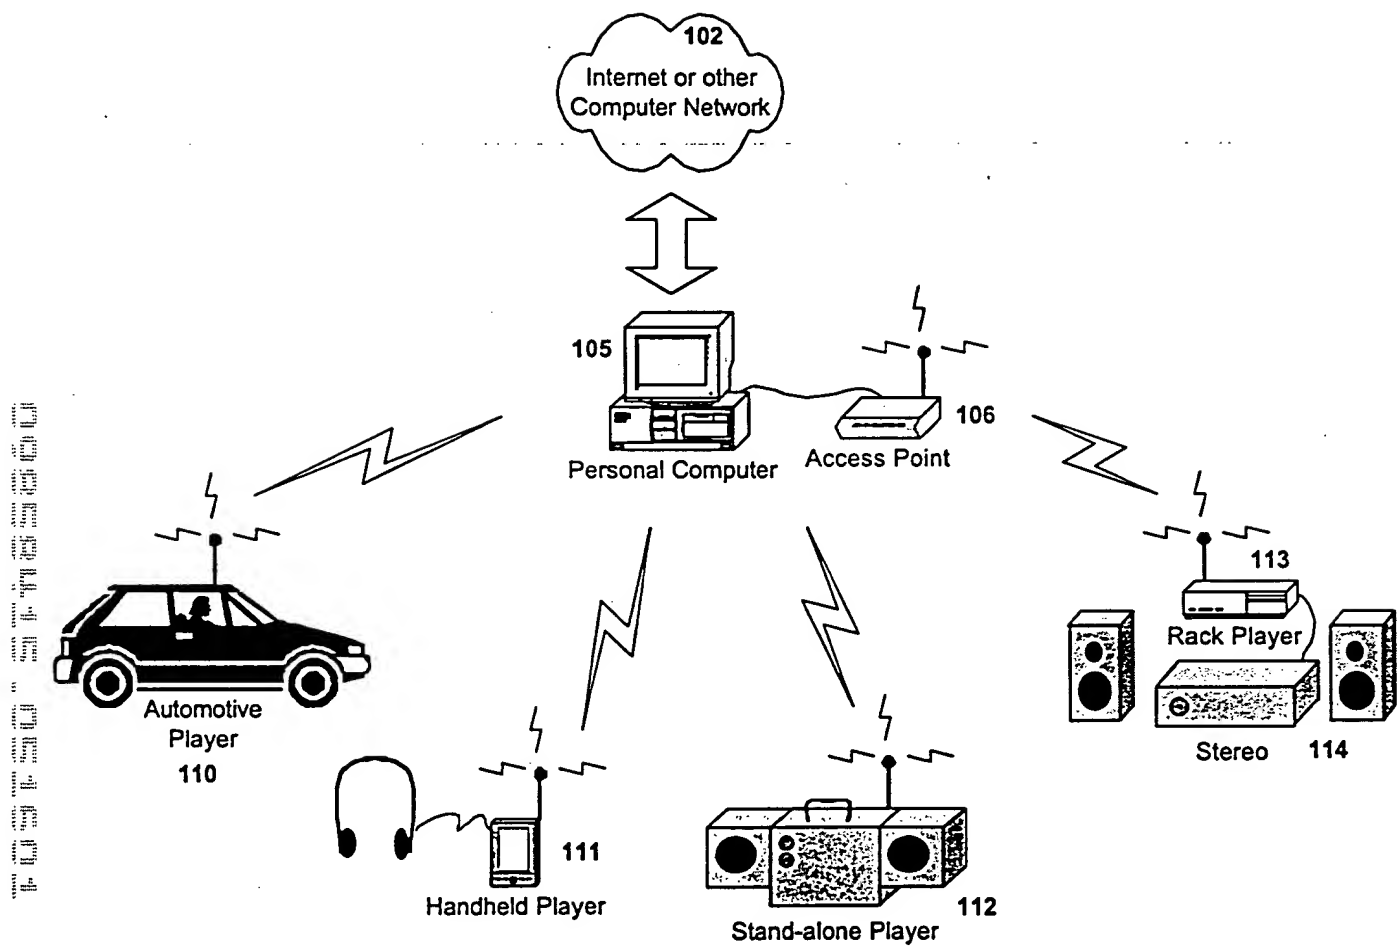 102
Internet or other
Computer Network
105
106
Personal Computer
Access Point
113
Rack Player
Automotive
Player
110
Stereo
114
111
Handheld Player
112
Stand-alone Player